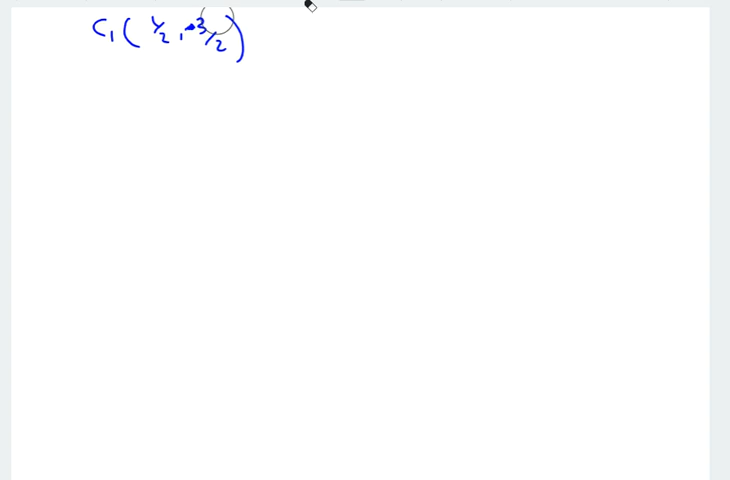 C₁ ( 1/2 , -3/2 )